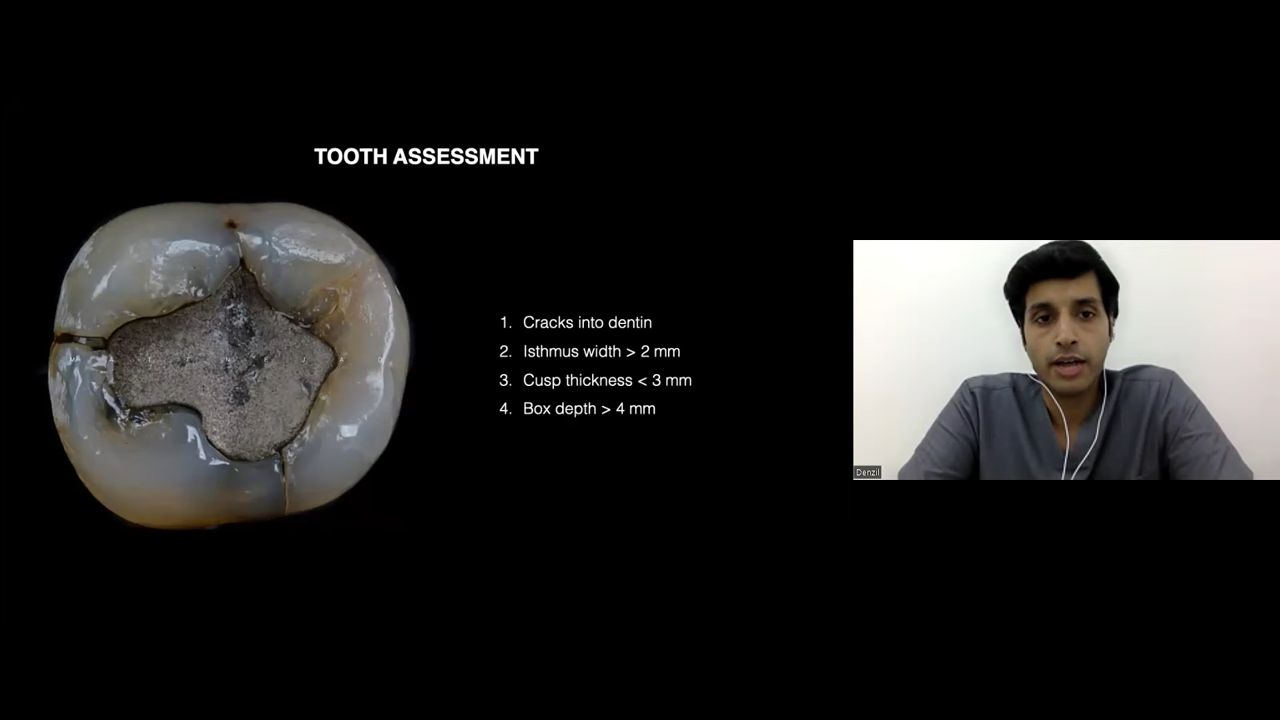 TOOTH ASSESSMENT
1. Cracks into dentin
2. Isthmus width > 2 mm
3. Cusp thickness < 3 mm
4. Box depth > 4 mm
Denzil